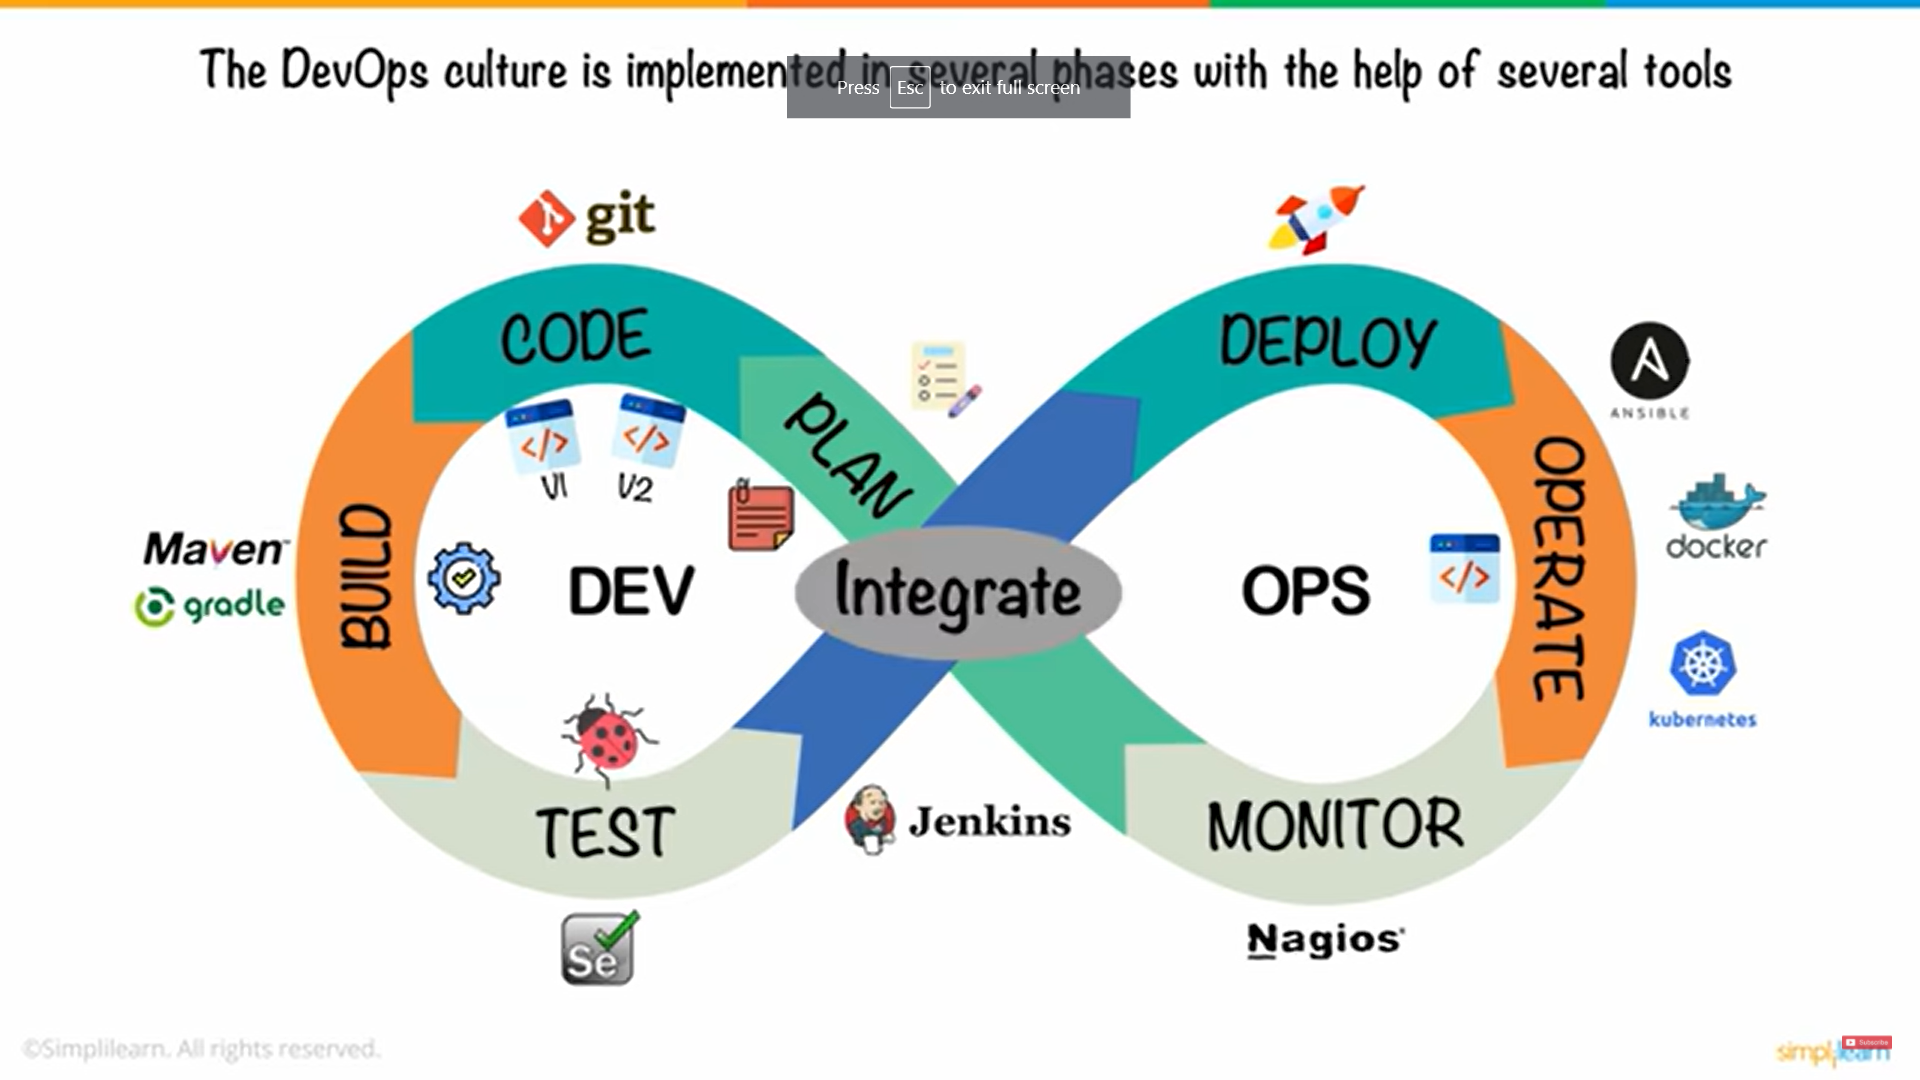 The DevOps culture is implemented in several phases with the help of several tools
Press Esc to exit full screen
git
CODE
DEPLOY
PLAN
ANSIBLE
V1
V2
BUILD
OPERATE
Maven™
gradle
DEV
Integrate
OPS
docker
kubernetes
TEST
Jenkins
MONITOR
Se
Nagios®
©Simplilearn. All rights reserved.
simplilearn
Subscribe